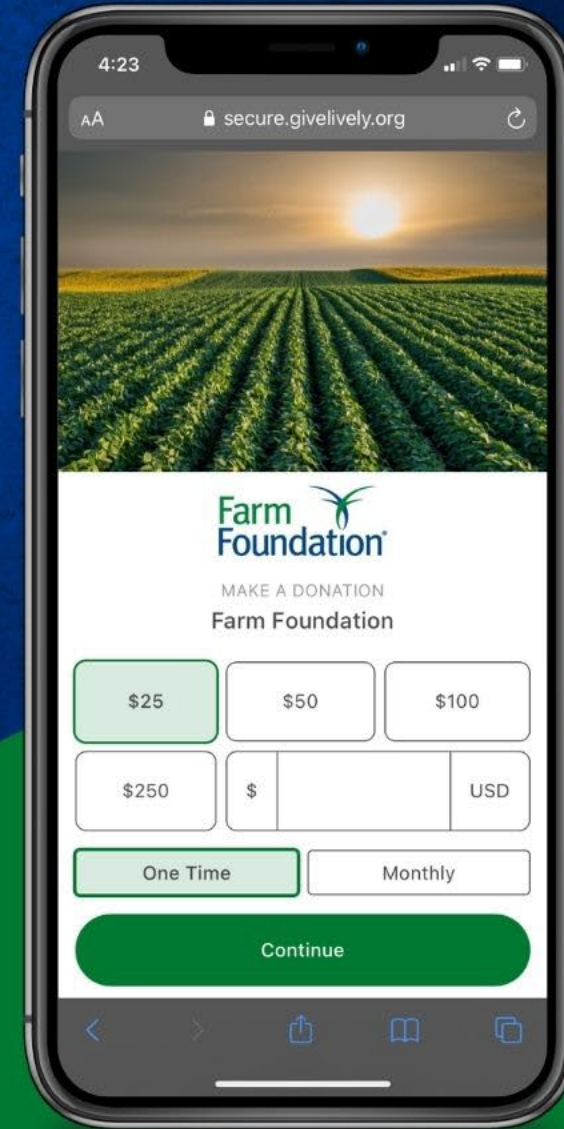 4:23
AA secure.givelively.org
Farm
Foundation®
MAKE A DONATION
Farm Foundation
$25 $50 $100
$250 $ USD
One Time Monthly
Continue